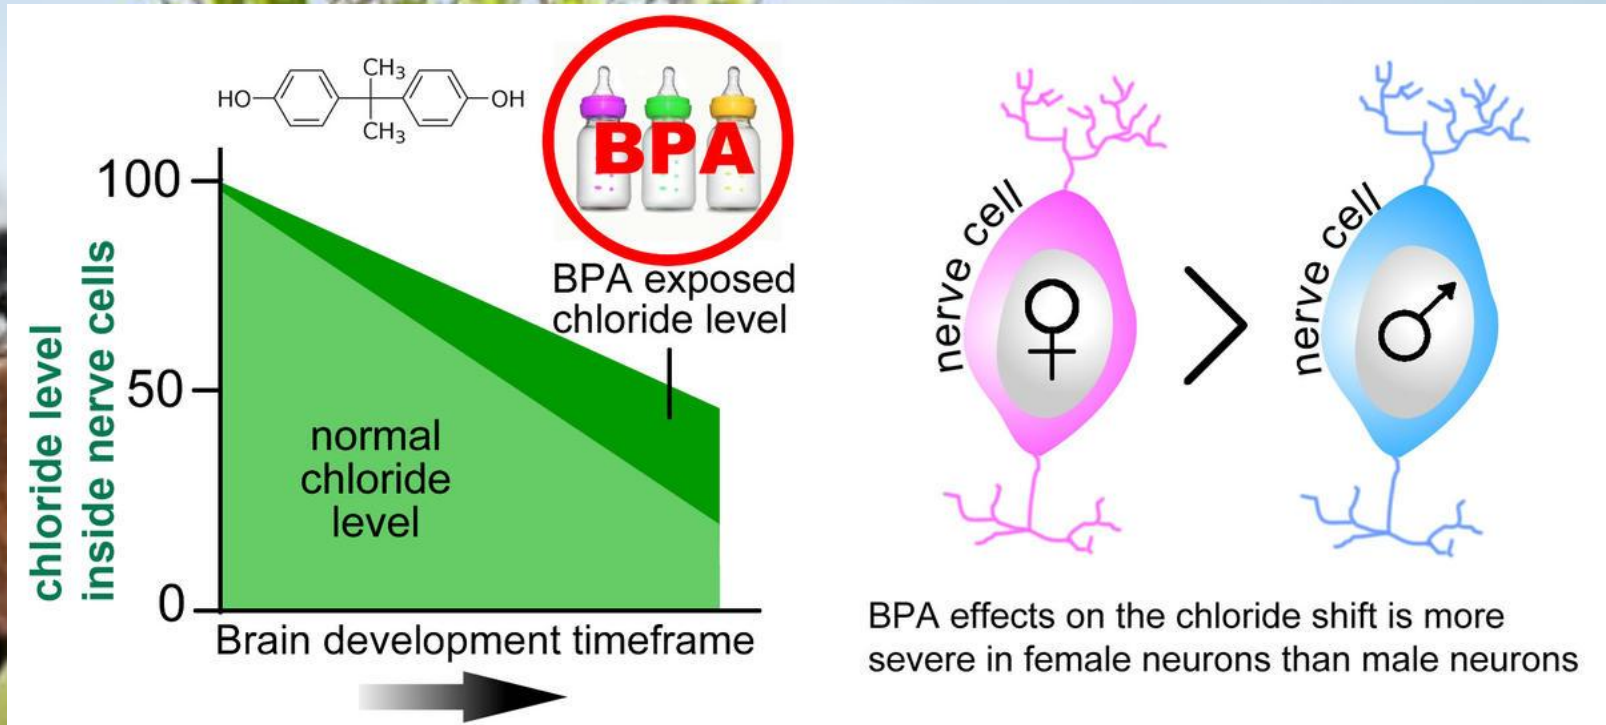 HO
CH3
CH3
OH
BPA
100
50
0
chloride level
inside nerve cells
BPA exposed
chloride level
normal
chloride
level
Brain development timeframe
nerve cell
♀
>
nerve cell
♂
BPA effects on the chloride shift is more
severe in female neurons than male neurons